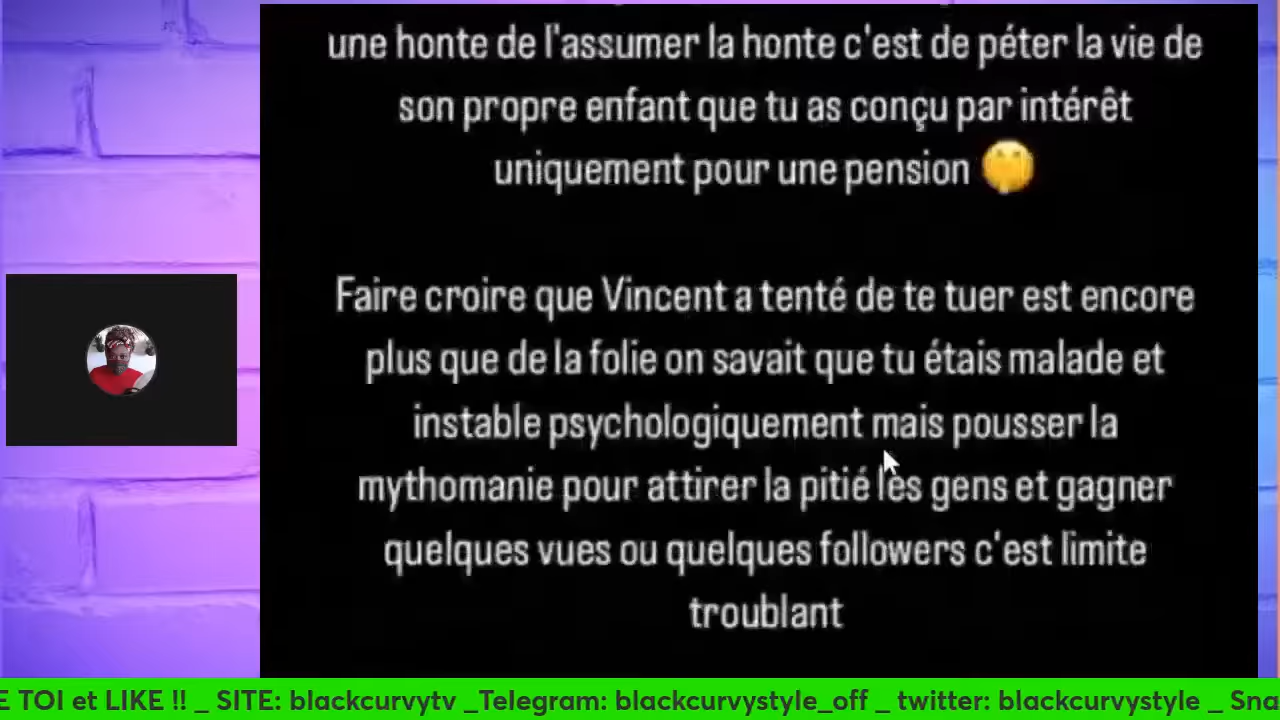 une honte de l'assumer la honte c'est de péter la vie de
son propre enfant que tu as conçu par intérêt
uniquement pour une pension 🤭
Faire croire que Vincent a tenté de te tuer est encore
plus que de la folie on savait que tu étais malade et
instable psychologiquement mais pousser la
mythomanie pour attirer la pitié les gens et gagner
quelques vues ou quelques followers c'est limite
troublant
E TOI et LIKE !! _ SITE: blackcurvytv _Telegram: blackcurvystyle_off _ twitter: blackcurvystyle _ Sna